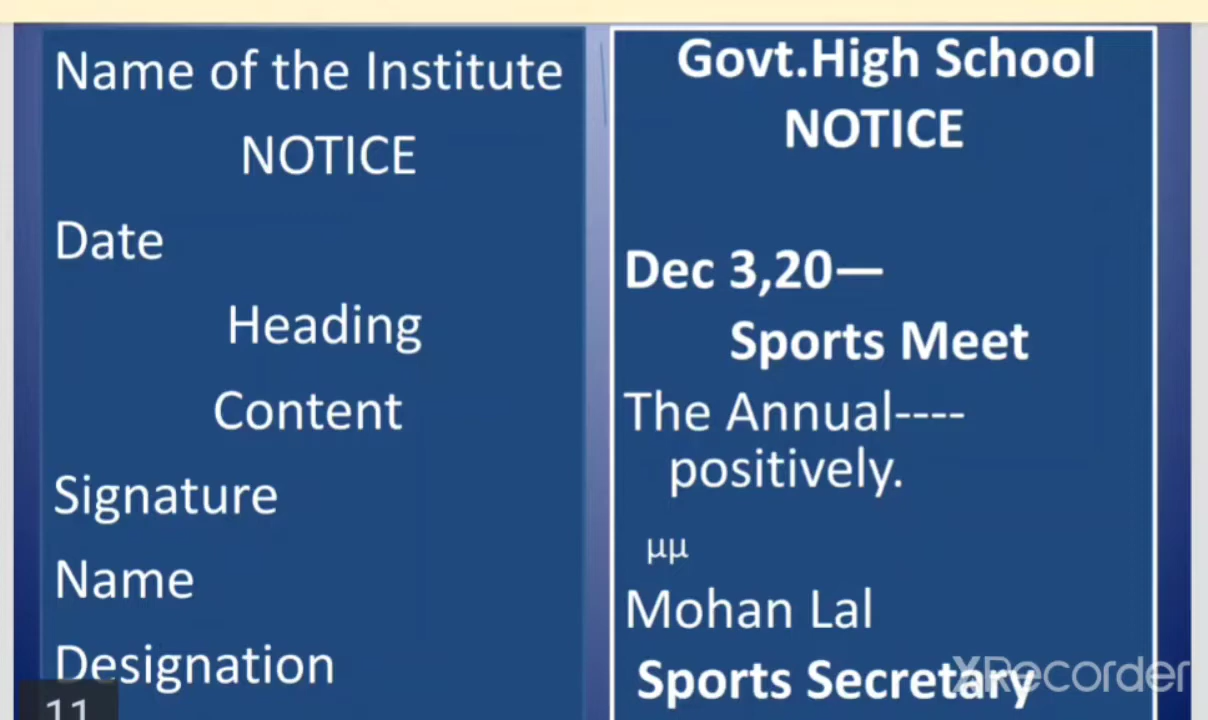 Name of the Institute
NOTICE
Date
Heading
Content
Signature
Name
Designation
11
Govt.High School
NOTICE
Dec 3,20—
Sports Meet
The Annual----
positively.
μμ
Mohan Lal
Sports Secretary
XRecorder